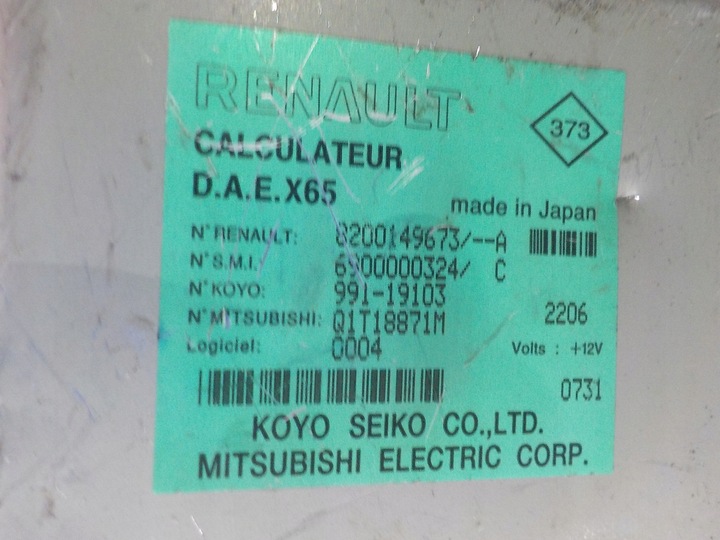 RENAULT
373
CALCULATEUR
D.A.E.X65
made in Japan
N° RENAULT: 8200149673/--A
N° S.M.I.: 6900000324/ C
N° KOYO: 991-19103
N° MITSUBISHI: Q1T18871M
2206
Logiciel: 0004
Volts : +12V
0731
KOYO SEIKO CO.,LTD.
MITSUBISHI ELECTRIC CORP.